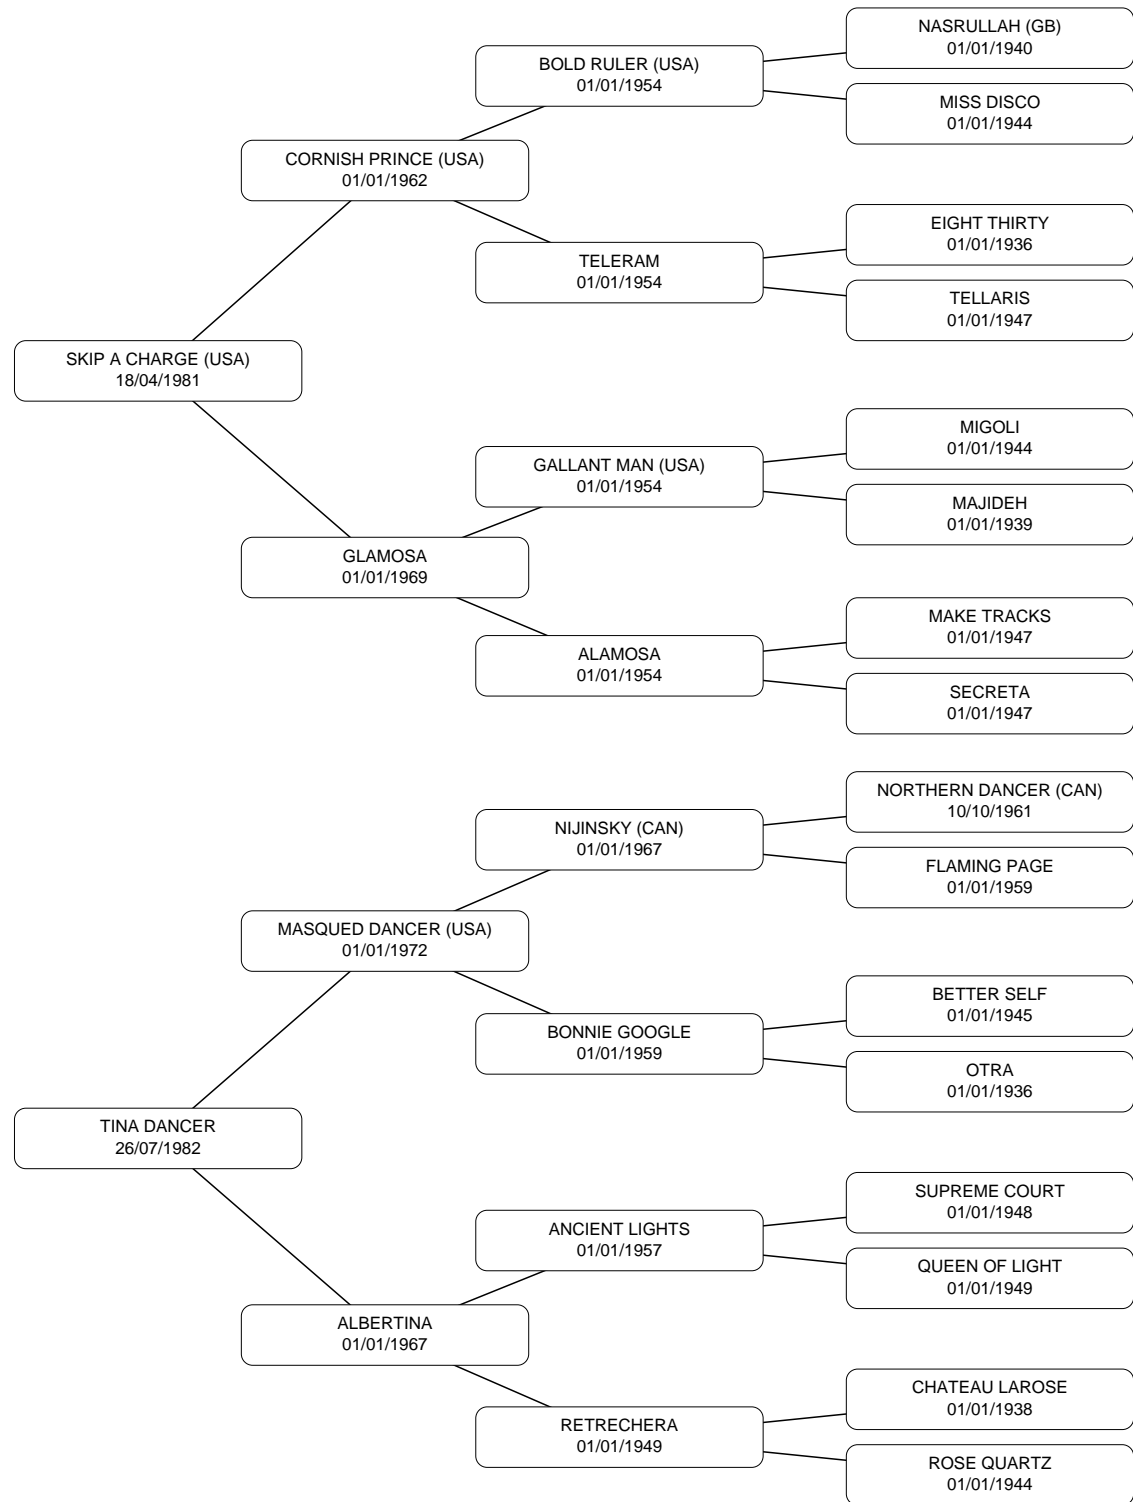 NASRULLAH (GB)
01/01/1940
BOLD RULER (USA)
01/01/1954
MISS DISCO
01/01/1944
CORNISH PRINCE (USA)
01/01/1962
EIGHT THIRTY
01/01/1936
TELERAM
01/01/1954
TELLARIS
01/01/1947
SKIP A CHARGE (USA)
18/04/1981
MIGOLI
01/01/1944
GALLANT MAN (USA)
01/01/1954
MAJIDEH
01/01/1939
GLAMOSA
01/01/1969
MAKE TRACKS
01/01/1947
ALAMOSA
01/01/1954
SECRETA
01/01/1947
NORTHERN DANCER (CAN)
10/10/1961
NIJINSKY (CAN)
01/01/1967
FLAMING PAGE
01/01/1959
MASQUED DANCER (USA)
01/01/1972
BETTER SELF
01/01/1945
BONNIE GOOGLE
01/01/1959
OTRA
01/01/1936
TINA DANCER
26/07/1982
SUPREME COURT
01/01/1948
ANCIENT LIGHTS
01/01/1957
QUEEN OF LIGHT
01/01/1949
ALBERTINA
01/01/1967
CHATEAU LAROSE
01/01/1938
RETRECHERA
01/01/1949
ROSE QUARTZ
01/01/1944